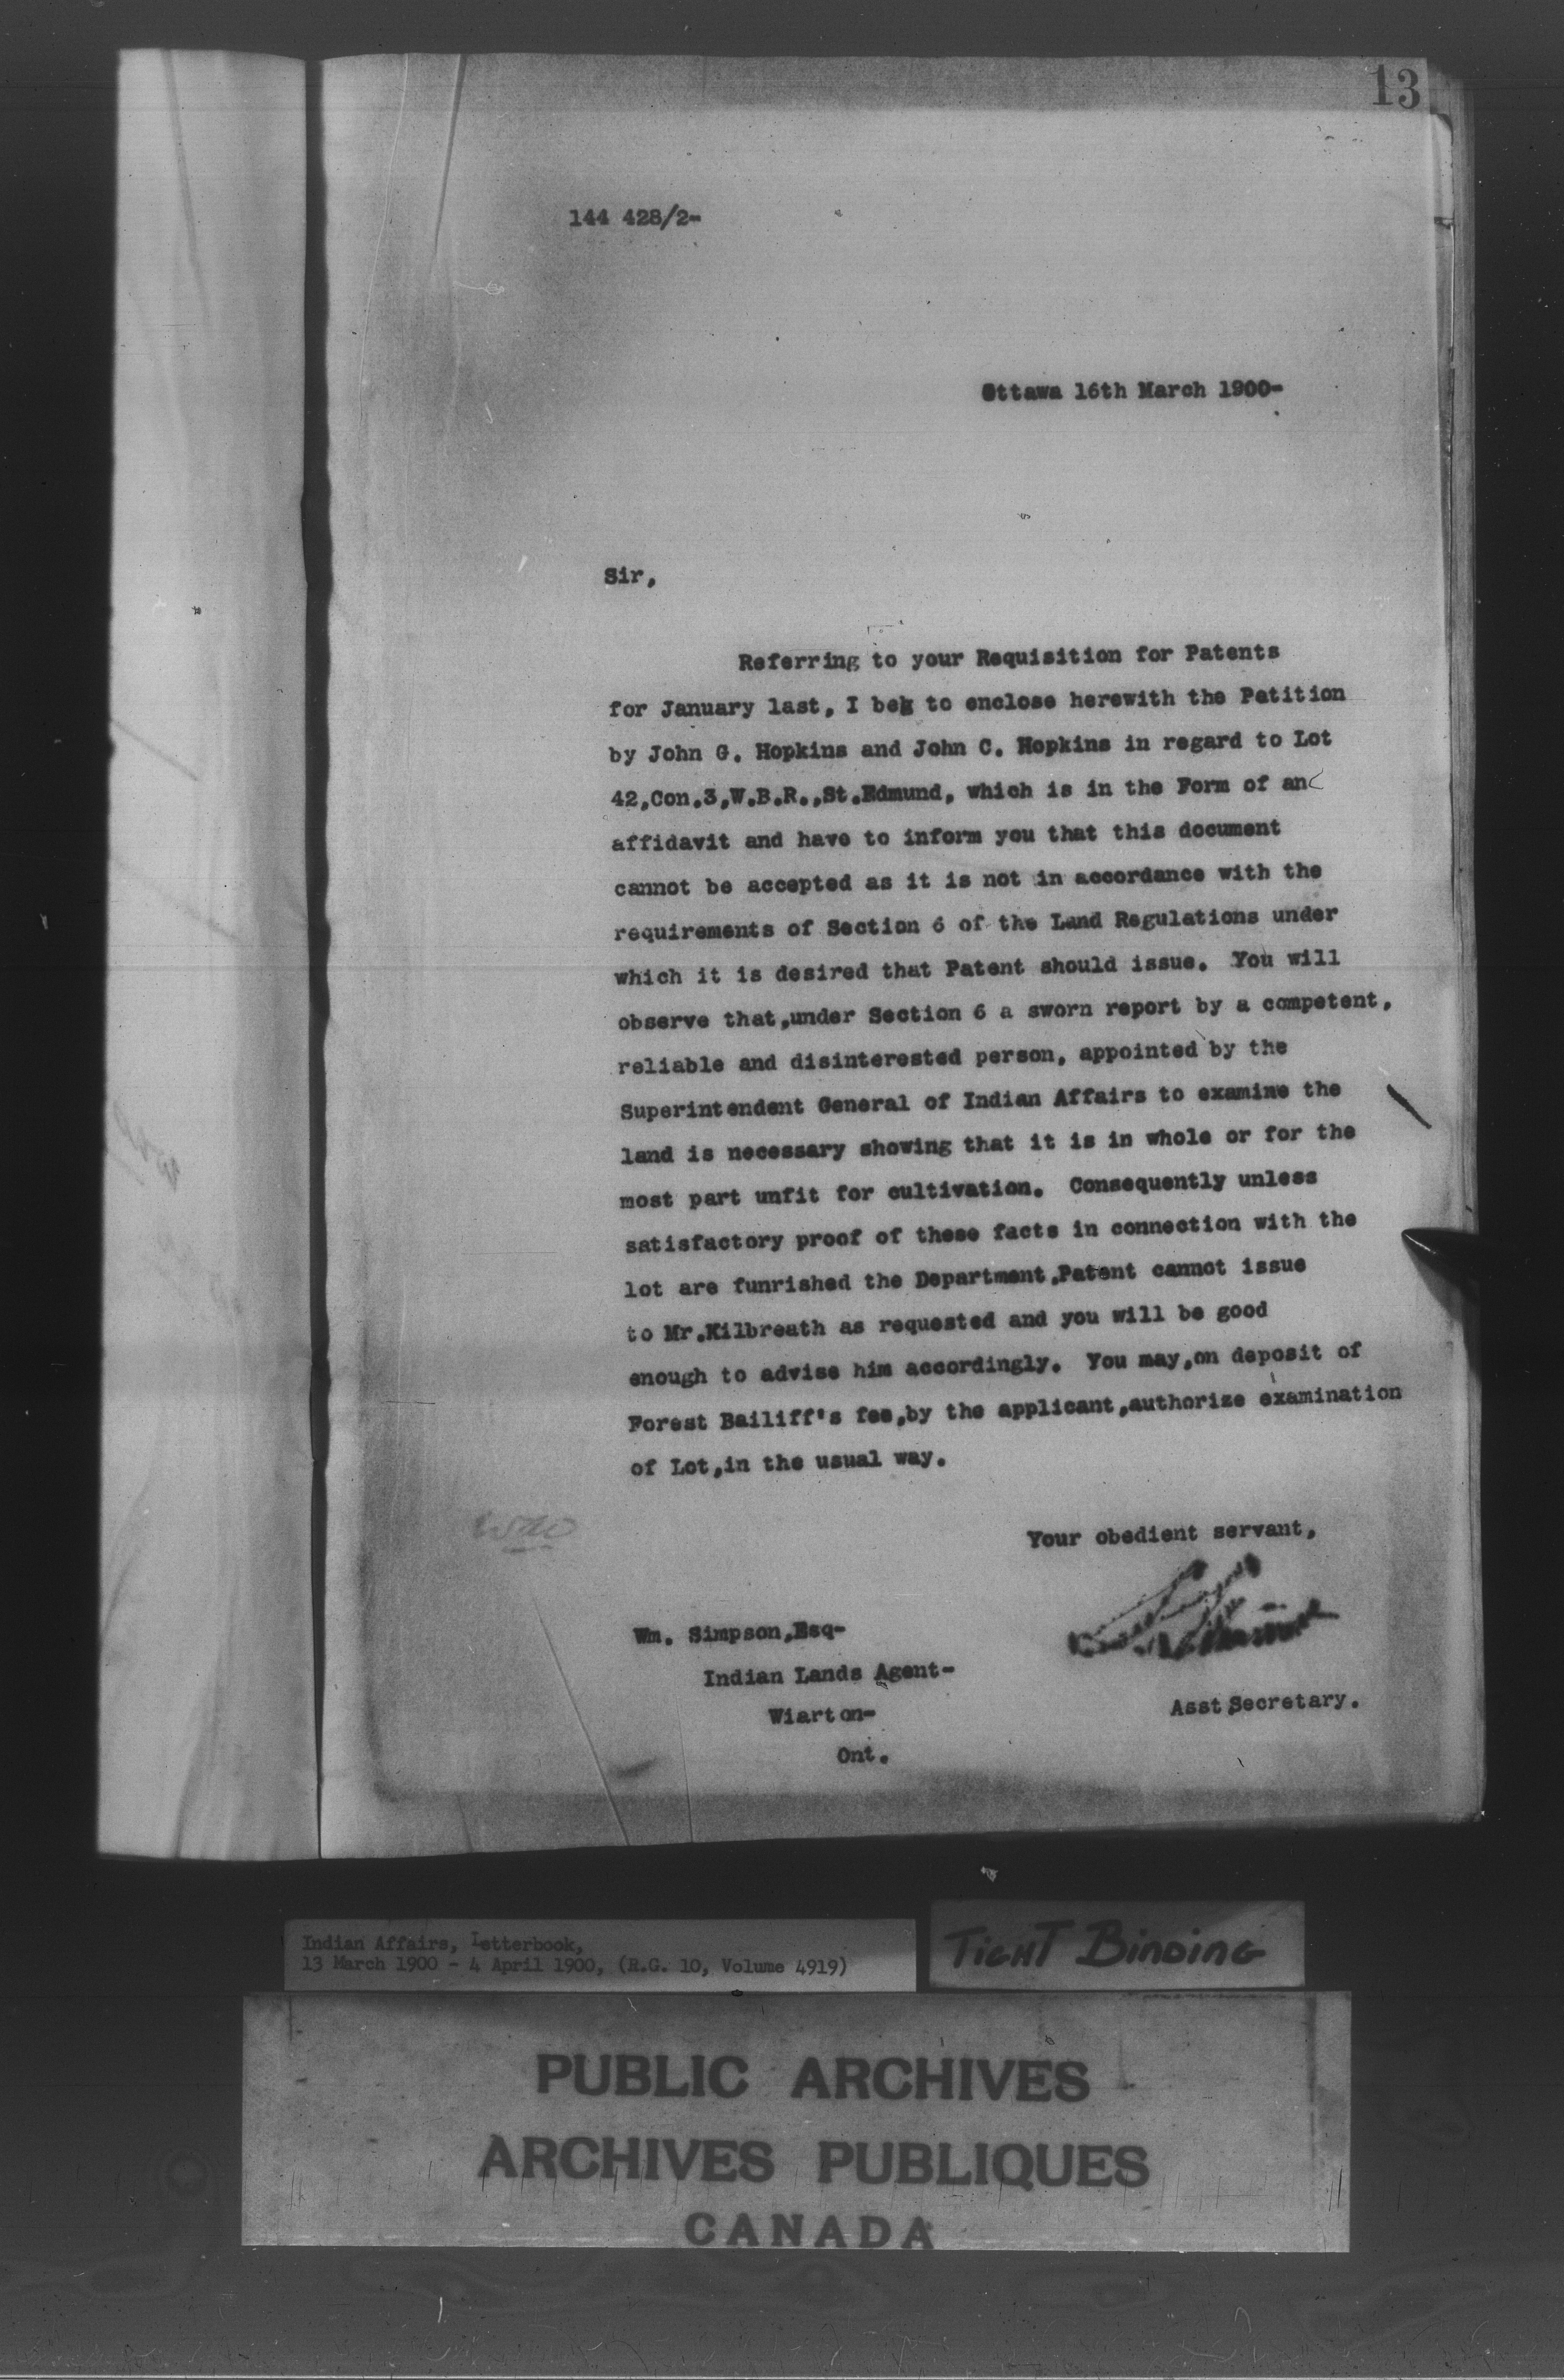 13
144 428/2-
Ottawa 16th March 1900-
Sir,
Referring to your Requisition for Patents
for January last, I beg to enclose herewith the Petition
by John G. Hopkins and John C. Hopkins in regard to Lot
42,Con.3,W.B.R.,St.Edmund, which is in the Form of an
affidavit and have to inform you that this document
cannot be accepted as it is not in accordance with the
requirements of Section 6 of the Land Regulations under
which it is desired that Patent should issue. You will
observe that,under Section 6 a sworn report by a competent,
reliable and disinterested person, appointed by the
Superintendent General of Indian Affairs to examine the
land is necessary showing that it is in whole or for the
most part unfit for cultivation. Consequently unless
satisfactory proof of these facts in connection with the
lot are funrished the Department,Patent cannot issue
to Mr.Kilbreath as requested and you will be good
enough to advise him accordingly. You may,on deposit of
Forest Bailiff's fee,by the applicant,authorize examination
of Lot,in the usual way.
Your obedient servant,
Wm. Simpson,Esq-
Indian Lands Agent-
Wiarton-
Ont.
Asst Secretary.
Indian Affairs, Letterbook,
13 March 1900 - 4 April 1900, (R.G. 10, Volume 4919)
TIGHT BINDING
PUBLIC ARCHIVES
ARCHIVES PUBLIQUES
CANADA